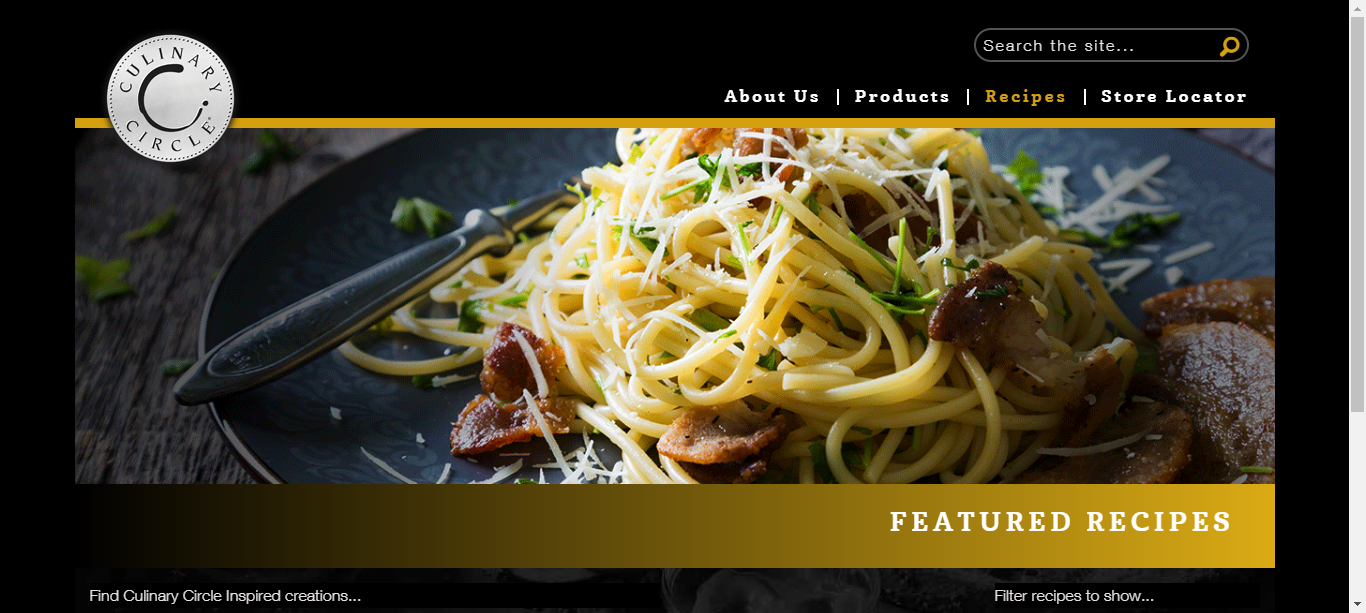 CULINARY
CIRCLE®
Search the site...
About Us | Products | Recipes | Store Locator
FEATURED RECIPES
Find Culinary Circle Inspired creations...
Filter recipes to show...